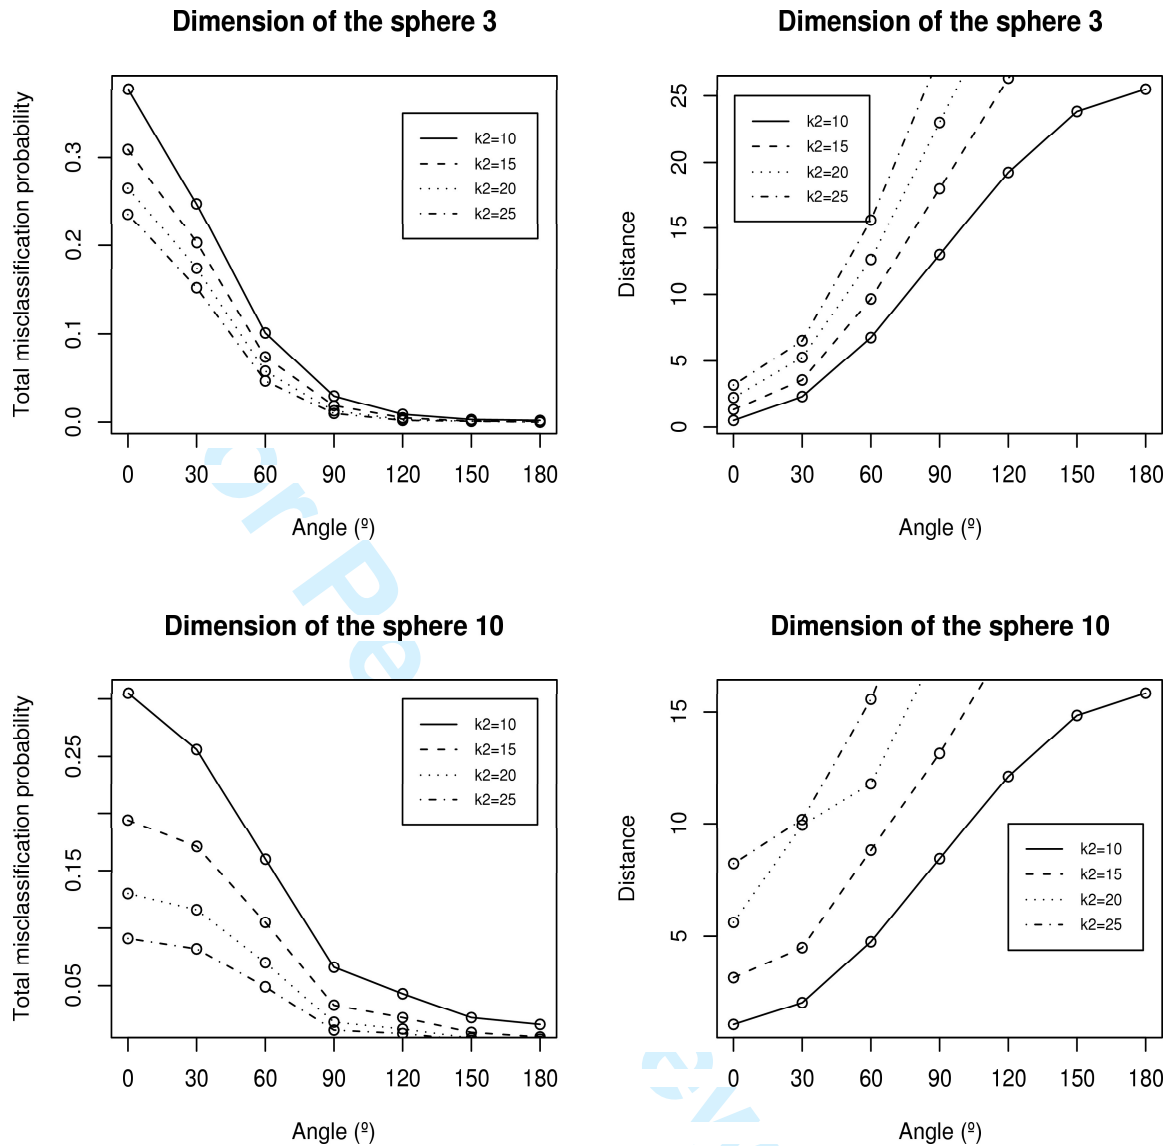 Dimension of the sphere 3
Total misclassification probability
0.0
0.1
0.2
0.3
k2=10
k2=15
k2=20
k2=25
0 30 60 90 120 150 180
Angle (º)
Dimension of the sphere 3
Distance
0
5
10
15
20
25
k2=10
k2=15
k2=20
k2=25
0 30 60 90 120 150 180
Angle (º)
Dimension of the sphere 10
Total misclassification probability
0.05
0.15
0.25
k2=10
k2=15
k2=20
k2=25
0 30 60 90 120 150 180
Angle (º)
Dimension of the sphere 10
Distance
5
10
15
k2=10
k2=15
k2=20
k2=25
0 30 60 90 120 150 180
Angle (º)